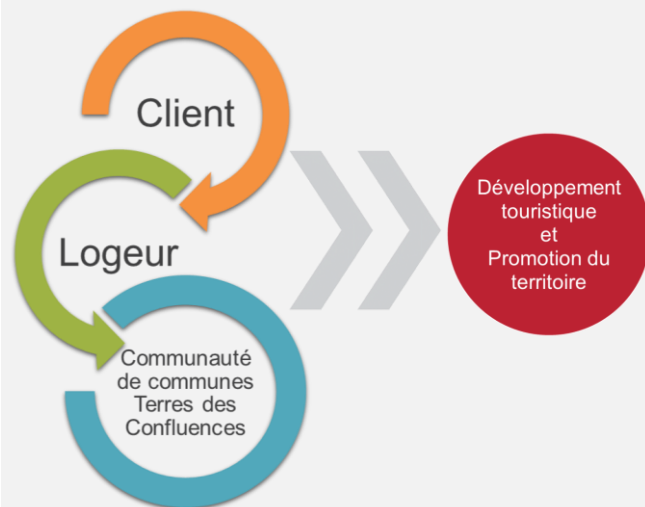 Client
Logeur
Communauté
de communes
Terres des
Confluences
Développement
touristique
et
Promotion du
territoire